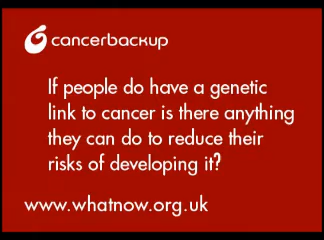 cancerbackup
If people do have a genetic
link to cancer is there anything
they can do to reduce their
risks of developing it?
www.whatnow.org.uk